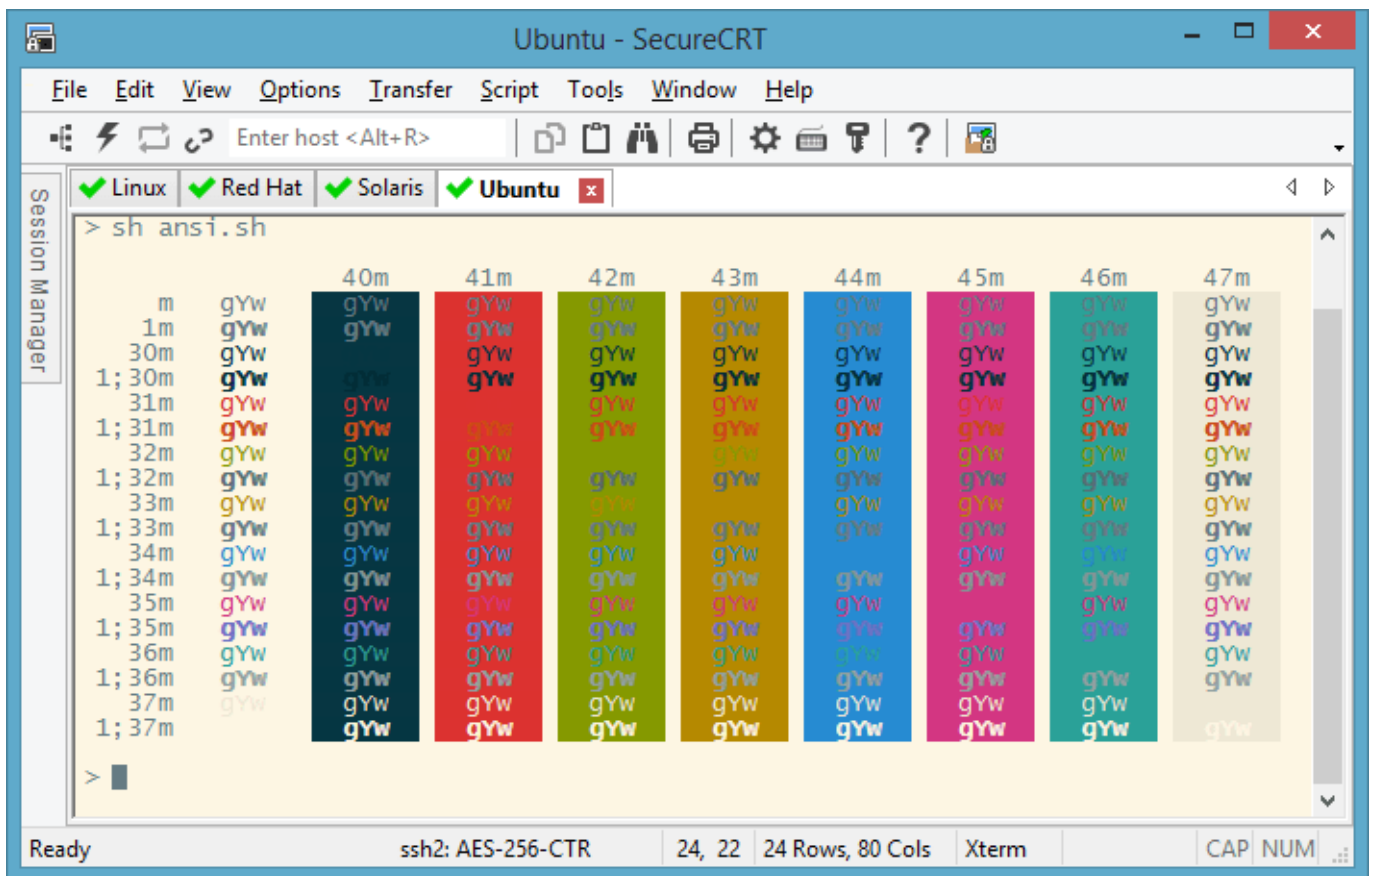 Ubuntu - SecureCRT
File Edit View Options Transfer Script Tools Window Help
Enter host <Alt+R>
Session Manager
Linux Red Hat Solaris Ubuntu
> sh ansi.sh
40m 41m 42m 43m 44m 45m 46m 47m
m gYw gYw gYw gYw gYw gYw gYw gYw gYw
1m gYw gYw gYw gYw gYw gYw gYw gYw gYw
30m gYw gYw gYw gYw gYw gYw gYw gYw
1;30m gYw gYw gYw gYw gYw gYw gYw gYw gYw
31m gYw gYw gYw gYw gYw gYw gYw gYw
1;31m gYw gYw gYw gYw gYw gYw gYw gYw gYw
32m gYw gYw gYw gYw gYw gYw gYw gYw
1;32m gYw gYw gYw gYw gYw gYw gYw gYw gYw
33m gYw gYw gYw gYw gYw gYw gYw gYw
1;33m gYw gYw gYw gYw gYw gYw gYw gYw gYw
34m gYw gYw gYw gYw gYw gYw gYw gYw
1;34m gYw gYw gYw gYw gYw gYw gYw gYw gYw
35m gYw gYw gYw gYw gYw gYw gYw gYw
1;35m gYw gYw gYw gYw gYw gYw gYw gYw gYw
36m gYw gYw gYw gYw gYw gYw gYw gYw
1;36m gYw gYw gYw gYw gYw gYw gYw gYw gYw
37m gYw gYw gYw gYw gYw gYw gYw gYw
1;37m gYw gYw gYw gYw gYw gYw gYw gYw
>
Ready ssh2: AES-256-CTR 24, 22 24 Rows, 80 Cols Xterm CAP NUM